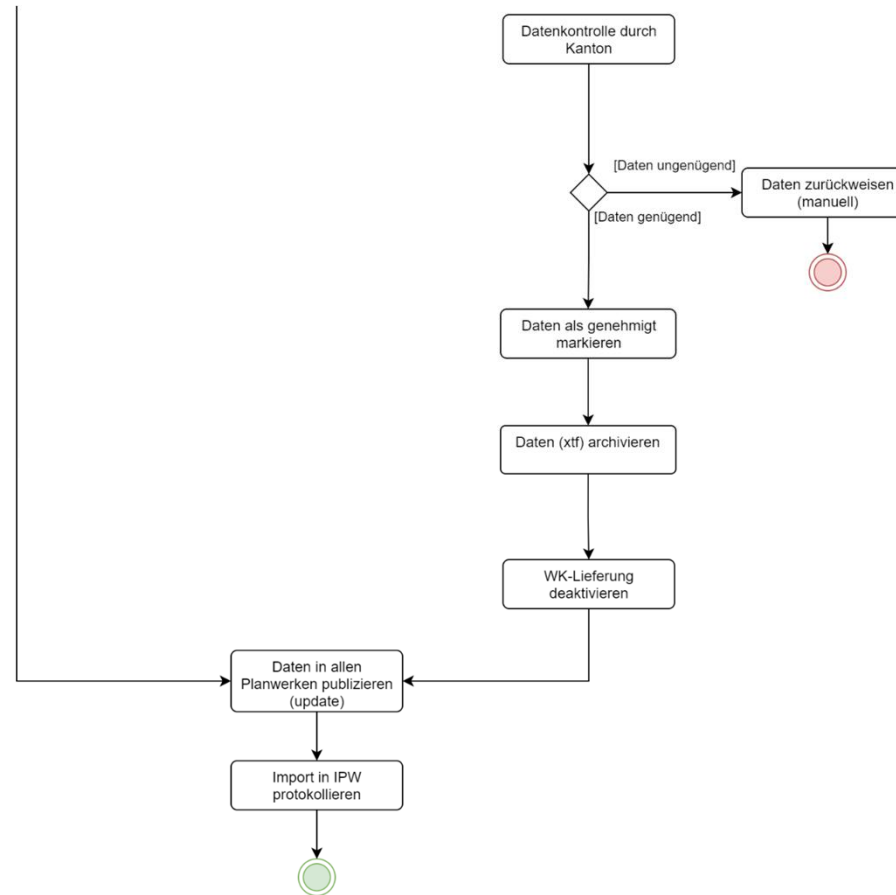 Datenkontrolle durch
Kanton
[Daten ungenügend]
Daten zurückweisen
(manuell)
[Daten genügend]
Daten als genehmigt
markieren
Daten (xtf) archivieren
WK-Lieferung
deaktivieren
Daten in allen
Planwerken publizieren
(update)
Import in IPW
protokollieren